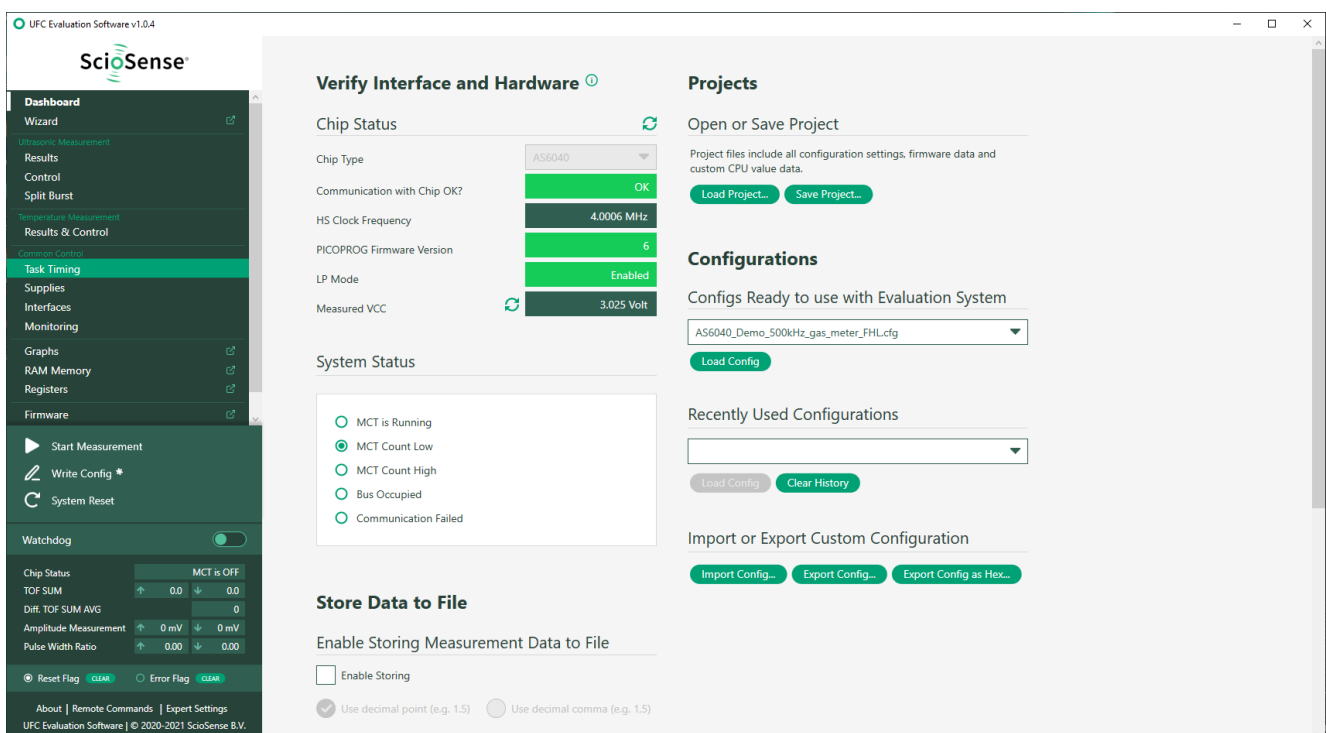 UFC Evaluation Software v1.0.4
ScioSense
Dashboard
Wizard
Ultrasonic Measurement
Results
Control
Split Burst
Temperature Measurement
Results & Control
Common Control
Task Timing
Supplies
Interfaces
Monitoring
Graphs
RAM Memory
Registers
Firmware
Start Measurement
Write Config *
System Reset
Watchdog
Chip Status MCT is OFF
TOF SUM ↑ 0.0 ↓ 0.0
Diff. TOF SUM AVG 0
Amplitude Measurement ↑ 0 mV ↓ 0 mV
Pulse Width Ratio ↑ 0.00 ↓ 0.00
Reset Flag CLEAR Error Flag CLEAR
About | Remote Commands | Expert Settings
UFC Evaluation Software | © 2020-2021 ScioSense B.V.
Verify Interface and Hardware
Chip Status
Chip Type AS6040
Communication with Chip OK? OK
HS Clock Frequency 4.0006 MHz
PICOPROG Firmware Version 6
LP Mode Enabled
Measured VCC 3.025 Volt
System Status
MCT is Running
MCT Count Low
MCT Count High
Bus Occupied
Communication Failed
Store Data to File
Enable Storing Measurement Data to File
Enable Storing
Use decimal point (e.g. 1.5) Use decimal comma (e.g. 1,5)
Projects
Open or Save Project
Project files include all configuration settings, firmware data and
custom CPU value data.
Load Project... Save Project...
Configurations
Configs Ready to use with Evaluation System
AS6040_Demo_500kHz_gas_meter_FHL.cfg
Load Config
Recently Used Configurations
Load Config Clear History
Import or Export Custom Configuration
Import Config... Export Config... Export Config as Hex...